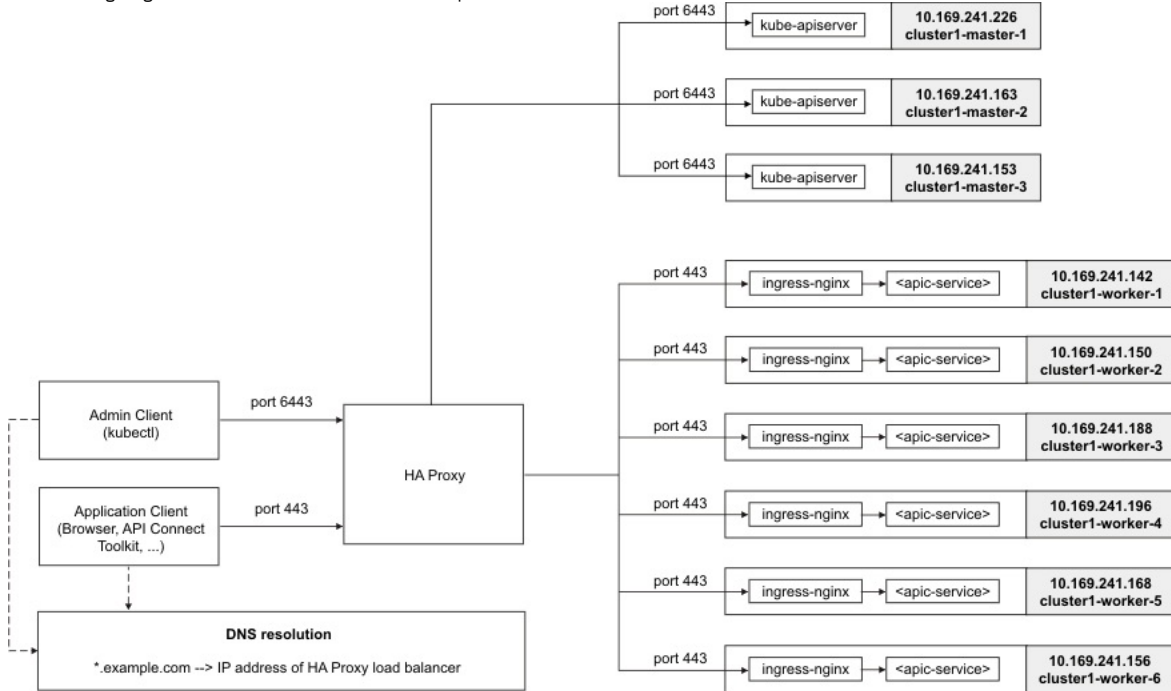 port 6443
kube-apiserver
10.169.241.226
cluster1-master-1
port 6443
kube-apiserver
10.169.241.163
cluster1-master-2
port 6443
kube-apiserver
10.169.241.153
cluster1-master-3
port 443
ingress-nginx
<apic-service>
10.169.241.142
cluster1-worker-1
port 443
ingress-nginx
<apic-service>
10.169.241.150
cluster1-worker-2
Admin Client
(kubectl)
port 6443
HA Proxy
port 443
ingress-nginx
<apic-service>
10.169.241.188
cluster1-worker-3
Application Client
(Browser, API Connect
Toolkit, ...)
port 443
port 443
ingress-nginx
<apic-service>
10.169.241.196
cluster1-worker-4
port 443
ingress-nginx
<apic-service>
10.169.241.168
cluster1-worker-5
DNS resolution
*.example.com --> IP address of HA Proxy load balancer
port 443
ingress-nginx
<apic-service>
10.169.241.156
cluster1-worker-6